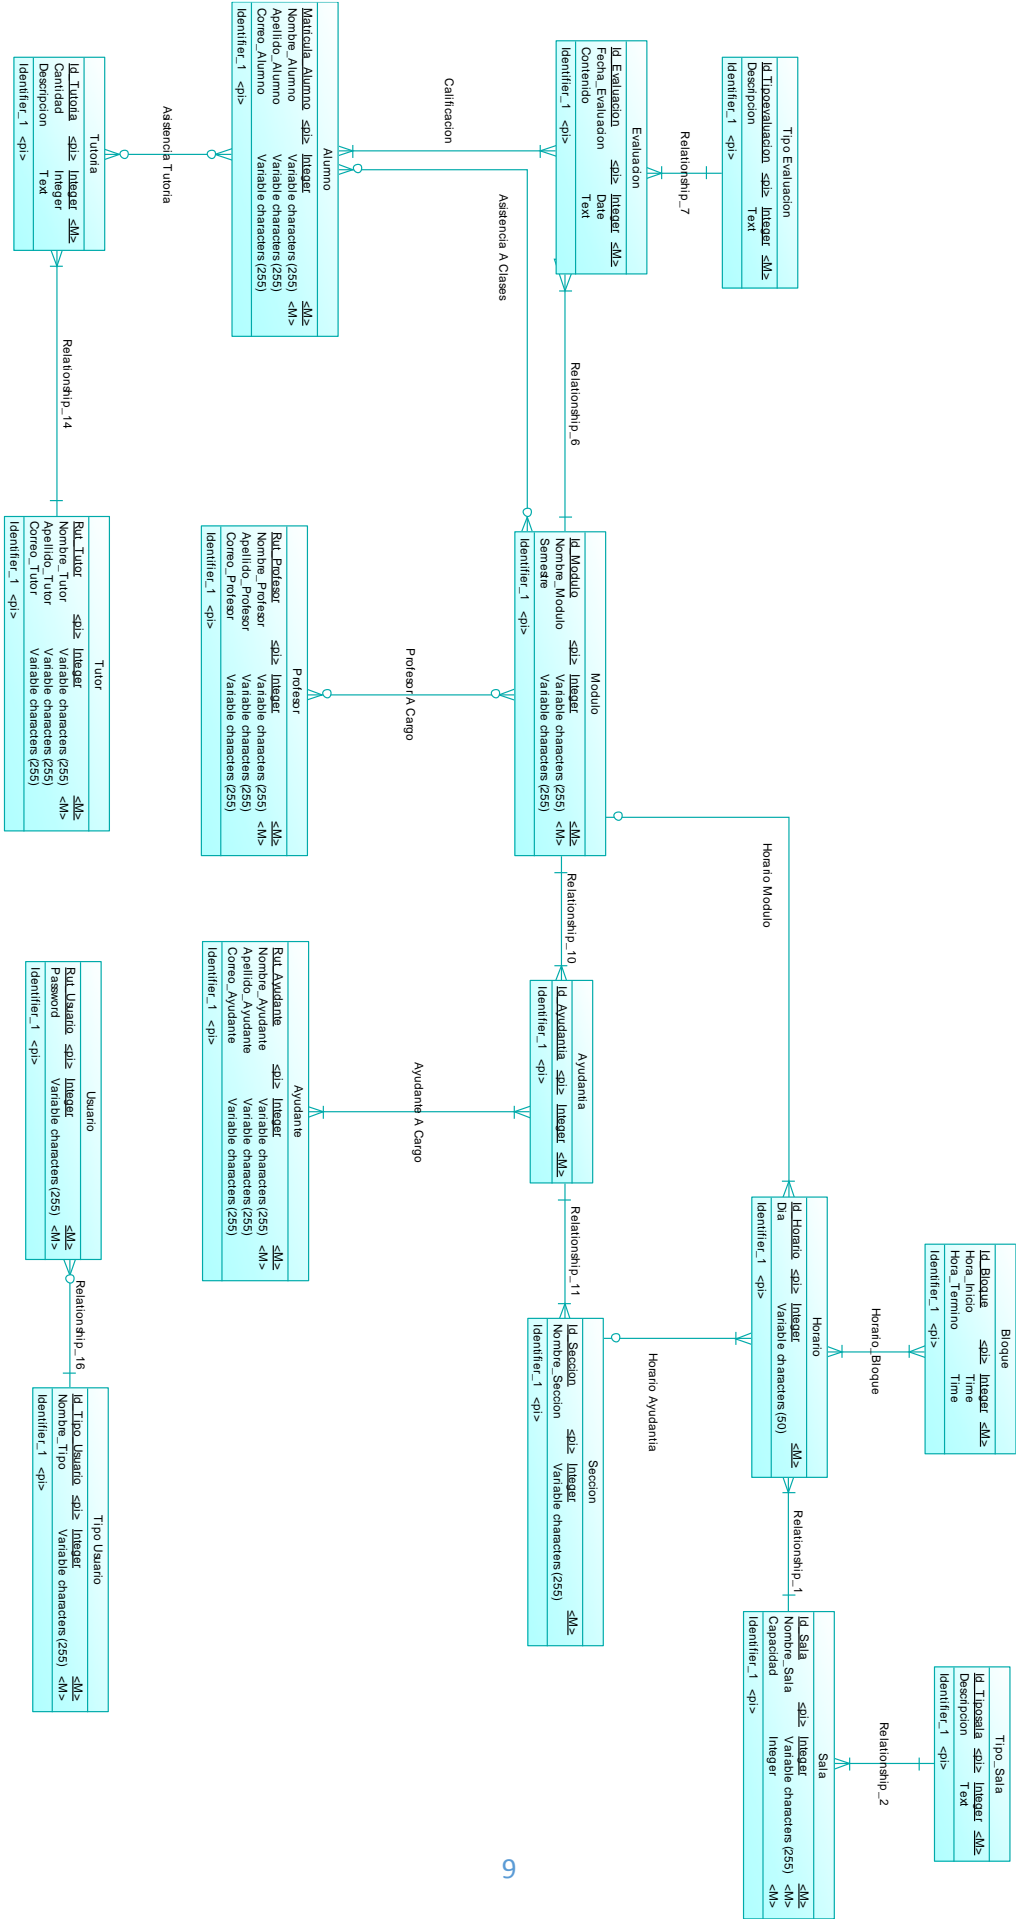 Tipo Evaluacion
Id_Tipoevaluacion <pi> Integer <M>
Descripcion Text
Identifier_1 <pi>
Relationship_7
Evaluacion
Id_Evaluacion <pi> Integer <M>
Fecha_Evaluacion Date
Contenido Text
Identifier_1 <pi>
Calificacion
Asistencia A Clases
Relationship_6
Alumno
Matricula_Alumno <pi> Integer <M>
Nombre_Alumno Variable characters (255) <M>
Apellido_Alumno Variable characters (255)
Correo_Alumno Variable characters (255)
Identifier_1 <pi>
Asistencia Tutoria
Tutoria
Id_Tutoria <pi> Integer <M>
Cantidad Integer
Descripcion Text
Identifier_1 <pi>
Relationship_14
Tutor
Rut_Tutor <pi> Integer <M>
Nombre_Tutor Variable characters (255) <M>
Apellido_Tutor Variable characters (255)
Correo_Tutor Variable characters (255)
Identifier_1 <pi>
Modulo
Id_Modulo <pi> Integer <M>
Nombre_Modulo Variable characters (255) <M>
Semestre Variable characters (255)
Identifier_1 <pi>
Profesor A Cargo
Profesor
Rut_Profesor <pi> Integer <M>
Nombre_Profesor Variable characters (255) <M>
Apellido_Profesor Variable characters (255)
Correo_Profesor Variable characters (255)
Identifier_1 <pi>
Horario Modulo
Relationship_10
Ayudantia
Id_Ayudantia <pi> Integer <M>
Identifier_1 <pi>
Ayudante A Cargo
Ayudante
Rut_Ayudante <pi> Integer <M>
Nombre_Ayudante Variable characters (255) <M>
Apellido_Ayudante Variable characters (255)
Correo_Ayudante Variable characters (255)
Identifier_1 <pi>
Relationship_11
Bloque
Id_Bloque <pi> Integer <M>
Hora_Inicio Time
Hora_Termino Time
Identifier_1 <pi>
Horario_Bloque
Horario
Id_Horario <pi> Integer <M>
Dia Variable characters (50)
Identifier_1 <pi>
Horario Ayudantia
Seccion
Id_Seccion <pi> Integer <M>
Nombre_Seccion Variable characters (255)
Identifier_1 <pi>
Relationship_1
Tipo_Sala
Id_Tiposala <pi> Integer <M>
Descripcion Text
Identifier_1 <pi>
Relationship_2
Sala
Id_Sala <pi> Integer <M>
Nombre_Sala Variable characters (255) <M>
Capacidad Integer <M>
Identifier_1 <pi>
Usuario
Rut_Usuario <pi> Integer <M>
Password Variable characters (255) <M>
Identifier_1 <pi>
Relationship_16
Tipo Usuario
Id_Tipo_Usuario <pi> Integer <M>
Nombre_Tipo Variable characters (255) <M>
Identifier_1 <pi>
9